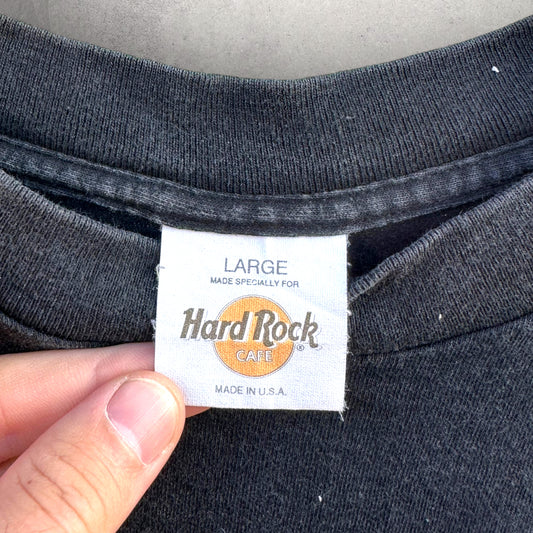 LARGE
MADE SPECIALLY FOR
Hard Rock
CAFE ®
MADE IN U.S.A.